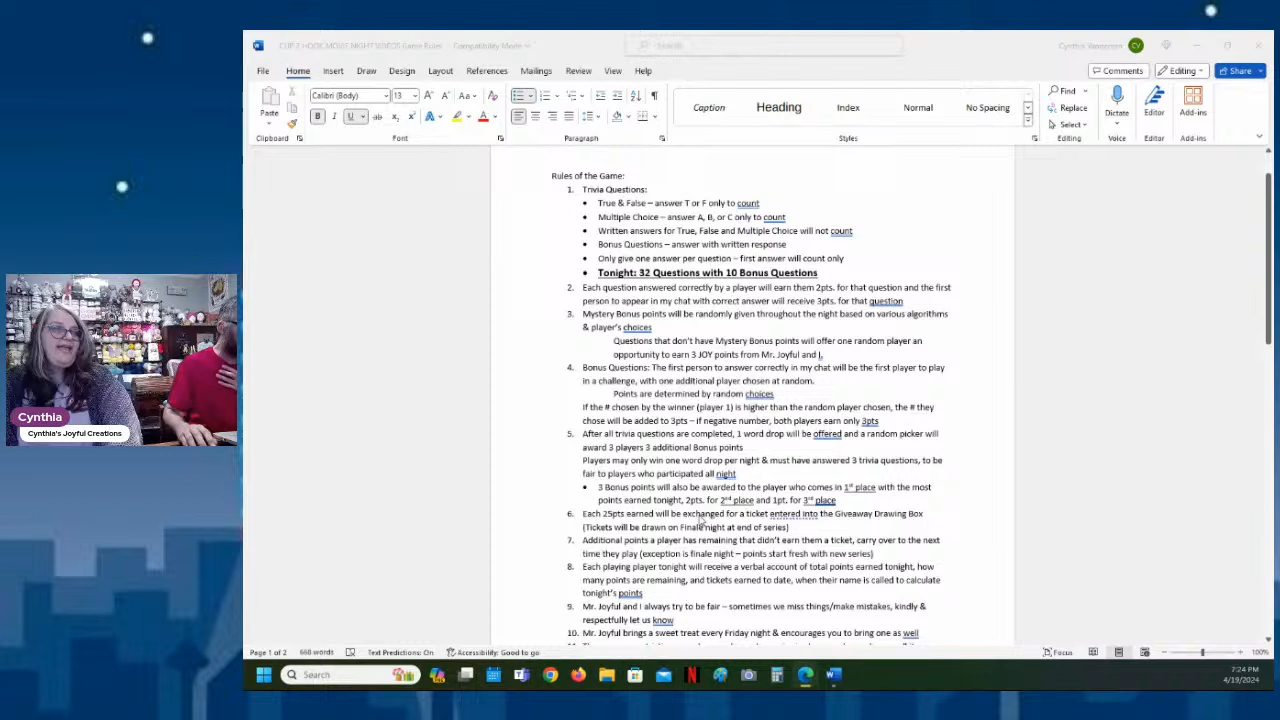 CLIP 7 HOOK MOVIE NIGHT VIDEOS Game Rules - Compatibility Mode
Search
Cynthia Vannorman CV
File Home Insert Draw Design Layout References Mailings Review View Help
Comments Editing Share
Calibri (Body) 13
Paste
Caption Heading Index Normal No Spacing
Find
Replace
Select
Dictate Editor Add-ins
Clipboard Font Paragraph Styles Editing Voice Editor Add-ins
Rules of the Game:
1. Trivia Questions:
• True & False – answer T or F only to count
• Multiple Choice – answer A, B, or C only to count
• Written answers for True, False and Multiple Choice will not count
• Bonus Questions – answer with written response
• Only give one answer per question – first answer will count only
• Tonight: 32 Questions with 10 Bonus Questions
2. Each question answered correctly by a player will earn them 2pts. for that question and the first
person to appear in my chat with correct answer will receive 3pts. for that question
3. Mystery Bonus points will be randomly given throughout the night based on various algorithms
& player's choices
Questions that don't have Mystery Bonus points will offer one random player an
opportunity to earn 3 JOY points from Mr. Joyful and I.
4. Bonus Questions: The first person to answer correctly in my chat will be the first player to play
in a challenge, with one additional player chosen at random.
Points are determined by random choices
If the # chosen by the winner (player 1) is higher than the random player chosen, the # they
chose will be added to 3pts – if negative number, both players earn only 3pts
5. After all trivia questions are completed, 1 word drop will be offered and a random picker will
award 3 players 3 additional Bonus points
Players may only win one word drop per night & must have answered 3 trivia questions, to be
fair to players who participated all night
• 3 Bonus points will also be awarded to the player who comes in 1st place with the most
points earned tonight, 2pts. for 2nd place and 1pt. for 3rd place
6. Each 25pts earned will be exchanged for a ticket entered into the Giveaway Drawing Box
(Tickets will be drawn on Finale night at end of series)
7. Additional points a player has remaining that didn't earn them a ticket, carry over to the next
time they play (exception is finale night – points start fresh with new series)
8. Each playing player tonight will receive a verbal account of total points earned tonight, how
many points are remaining, and tickets earned to date, when their name is called to calculate
tonight's points
9. Mr. Joyful and I always try to be fair – sometimes we miss things/make mistakes, kindly &
respectfully let us know
10. Mr. Joyful brings a sweet treat every Friday night & encourages you to bring one as well
Cynthia
Cynthia's Joyful Creations
Page 1 of 2 660 words Text Predictions: On Accessibility: Good to go Focus 100%
Search
7:24 PM
4/19/2024